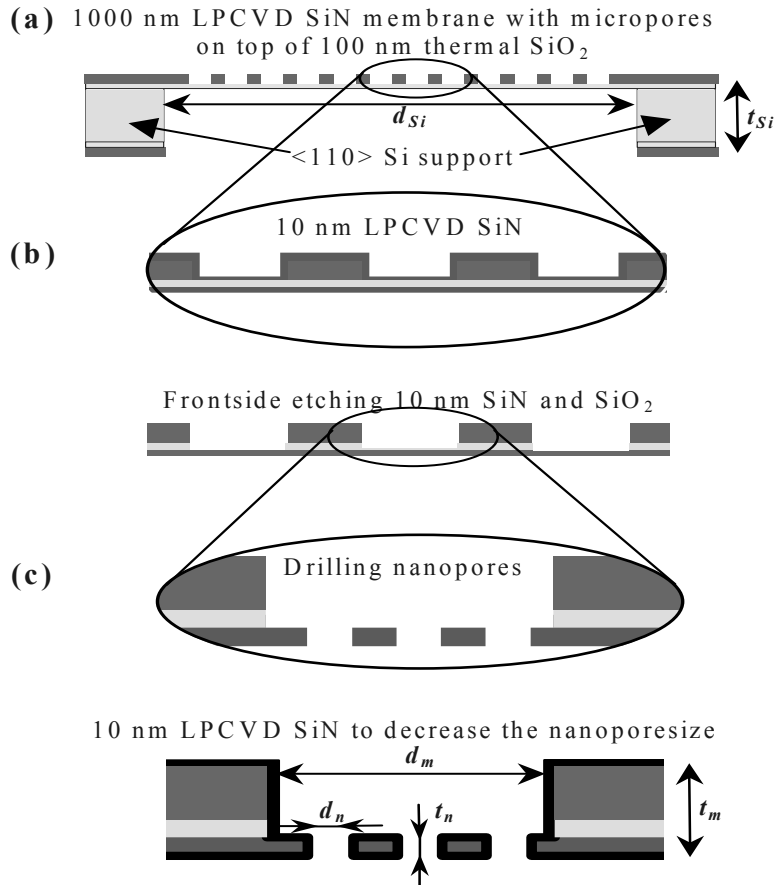 (a) 1000 nm LPCVD SiN membrane with micropores
on top of 100 nm thermal SiO2
dSi
tSi
<110> Si support
10 nm LPCVD SiN
(b)
Frontside etching 10 nm SiN and SiO2
(c)
Drilling nanopores
10 nm LPCVD SiN to decrease the nanoporesize
dm
dn
tn
tm